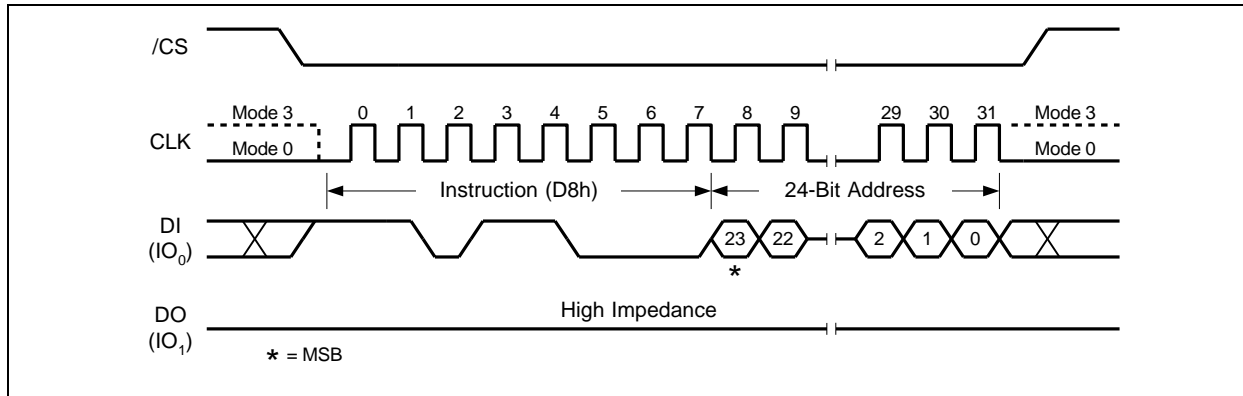 /CS
Mode 3
0 1 2 3 4 5 6 7 8 9 29 30 31
Mode 3
CLK
Mode 0
Mode 0
Instruction (D8h)
24-Bit Address
DI
(IO₀)
23 22 2 1 0
*
High Impedance
DO
(IO₁)
* = MSB